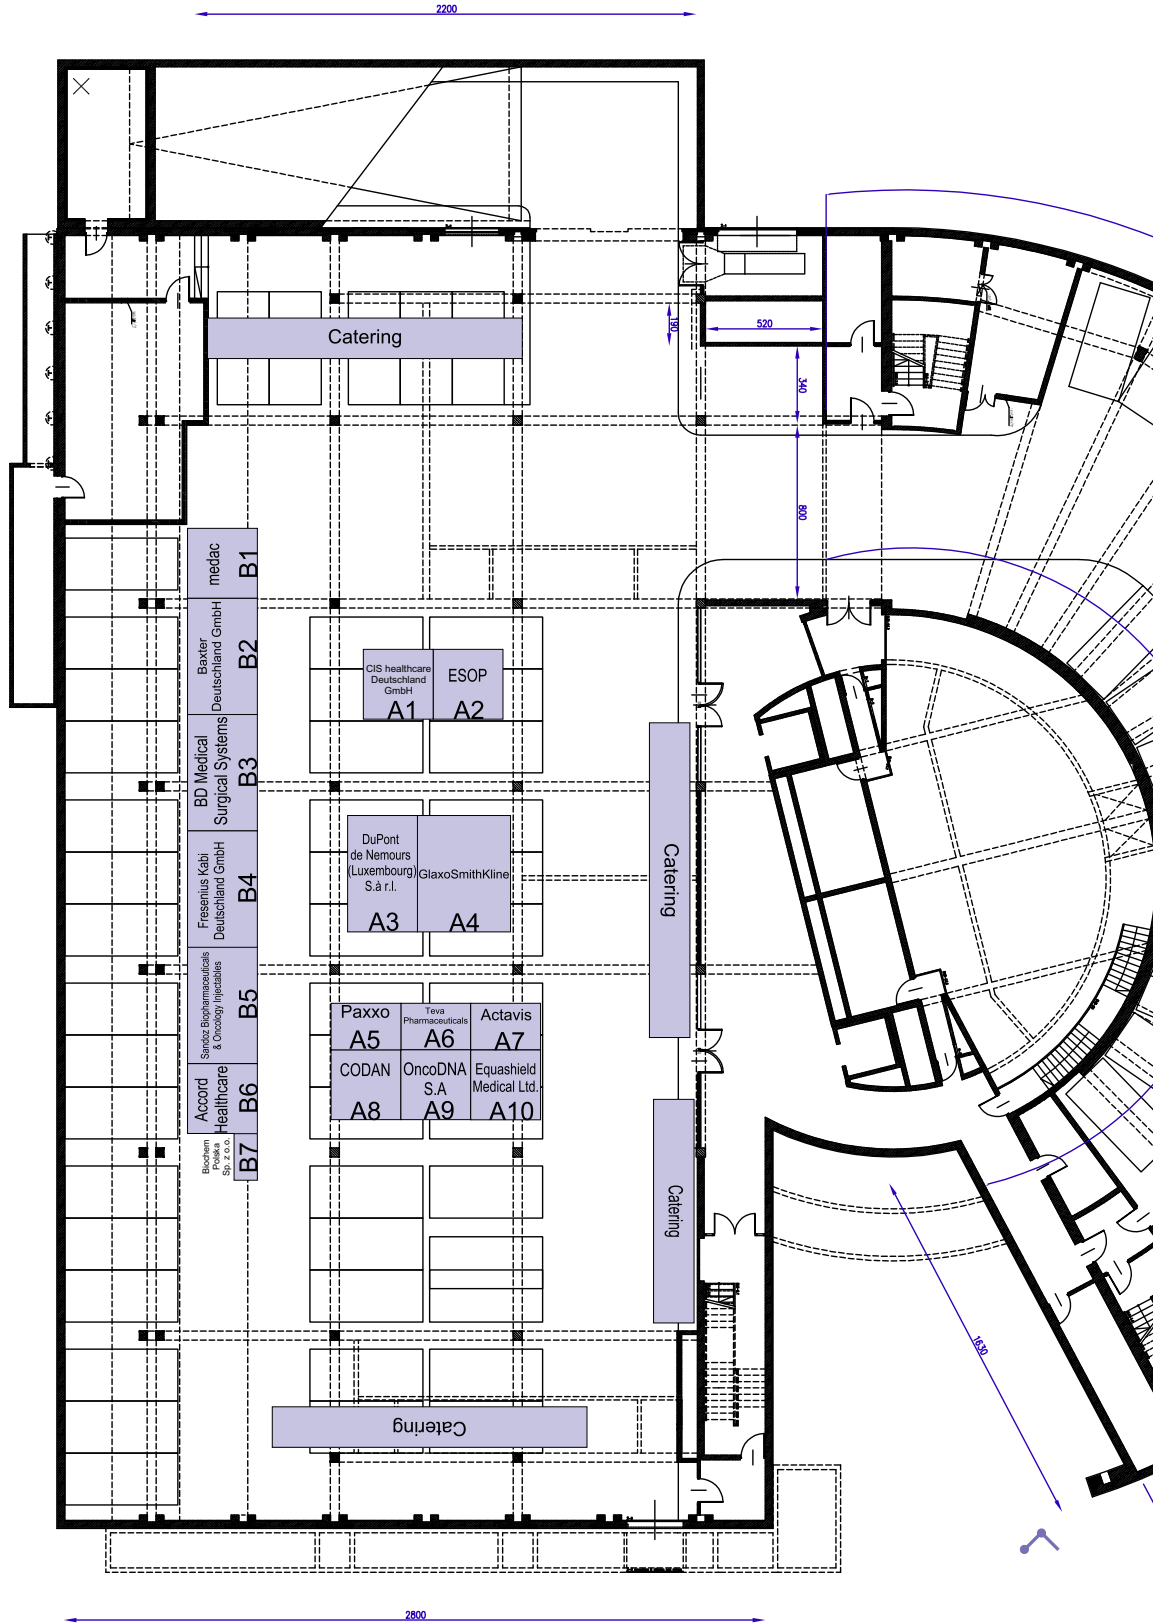 2200
Catering
190
520
340
800
medac
B1
Baxter
Deutschland GmbH
B2
BD Medical
Surgical Systems
B3
Fresenius Kabi
Deutschland GmbH
B4
Sandoz Biopharmaceuticals
& Oncology Injectables
B5
Accord
Healthcare
B6
Biochem
Polska
Sp. z o.o.
B7
CIS healthcare
Deutschland
GmbH
A1
ESOP
A2
DuPont
de Nemours
(Luxembourg)
S.à r.l.
A3
GlaxoSmithKline
A4
Paxxo
A5
Teva
Pharmaceuticals
A6
Actavis
A7
CODAN
A8
OncoDNA
S.A
A9
Equashield
Medical Ltd.
A10
Catering
Catering
Catering
1630
2800